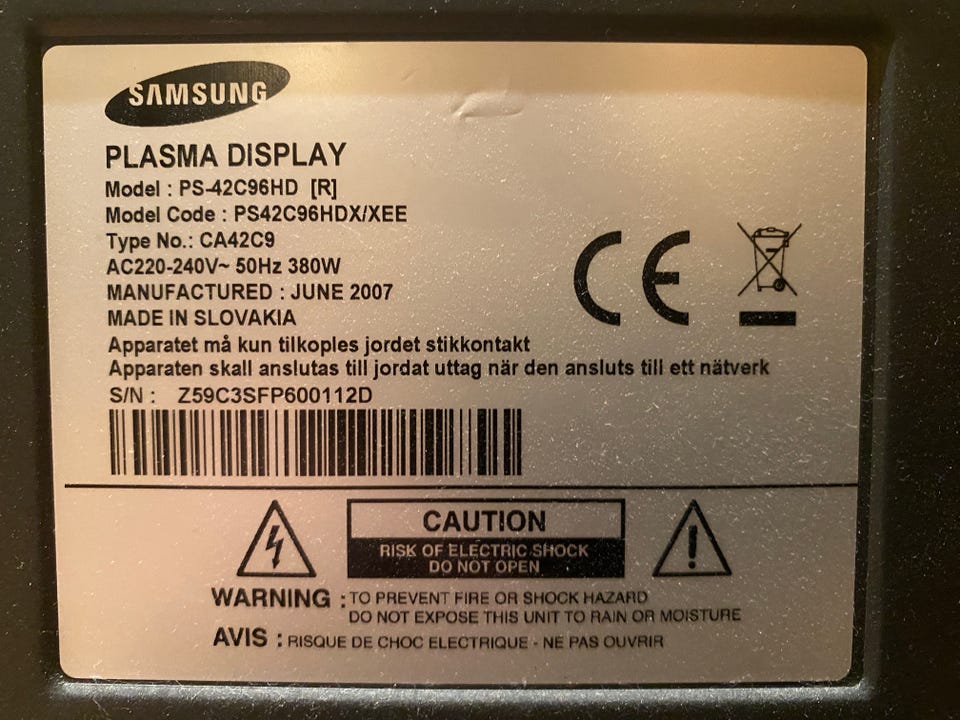 SAMSUNG
PLASMA DISPLAY
Model : PS-42C96HD [R]
Model Code : PS42C96HDX/XEE
Type No.: CA42C9
AC220-240V~ 50Hz 380W
MANUFACTURED : JUNE 2007
MADE IN SLOVAKIA
Apparatet må kun tilkoples jordet stikkontakt
Apparaten skall anslutas till jordat uttag när den ansluts till ett nätverk
S/N : Z59C3SFP600112D
CE
CAUTION
RISK OF ELECTRIC SHOCK
DO NOT OPEN
WARNING : TO PREVENT FIRE OR SHOCK HAZARD
DO NOT EXPOSE THIS UNIT TO RAIN OR MOISTURE
AVIS : RISQUE DE CHOC ELECTRIQUE - NE PAS OUVRIR